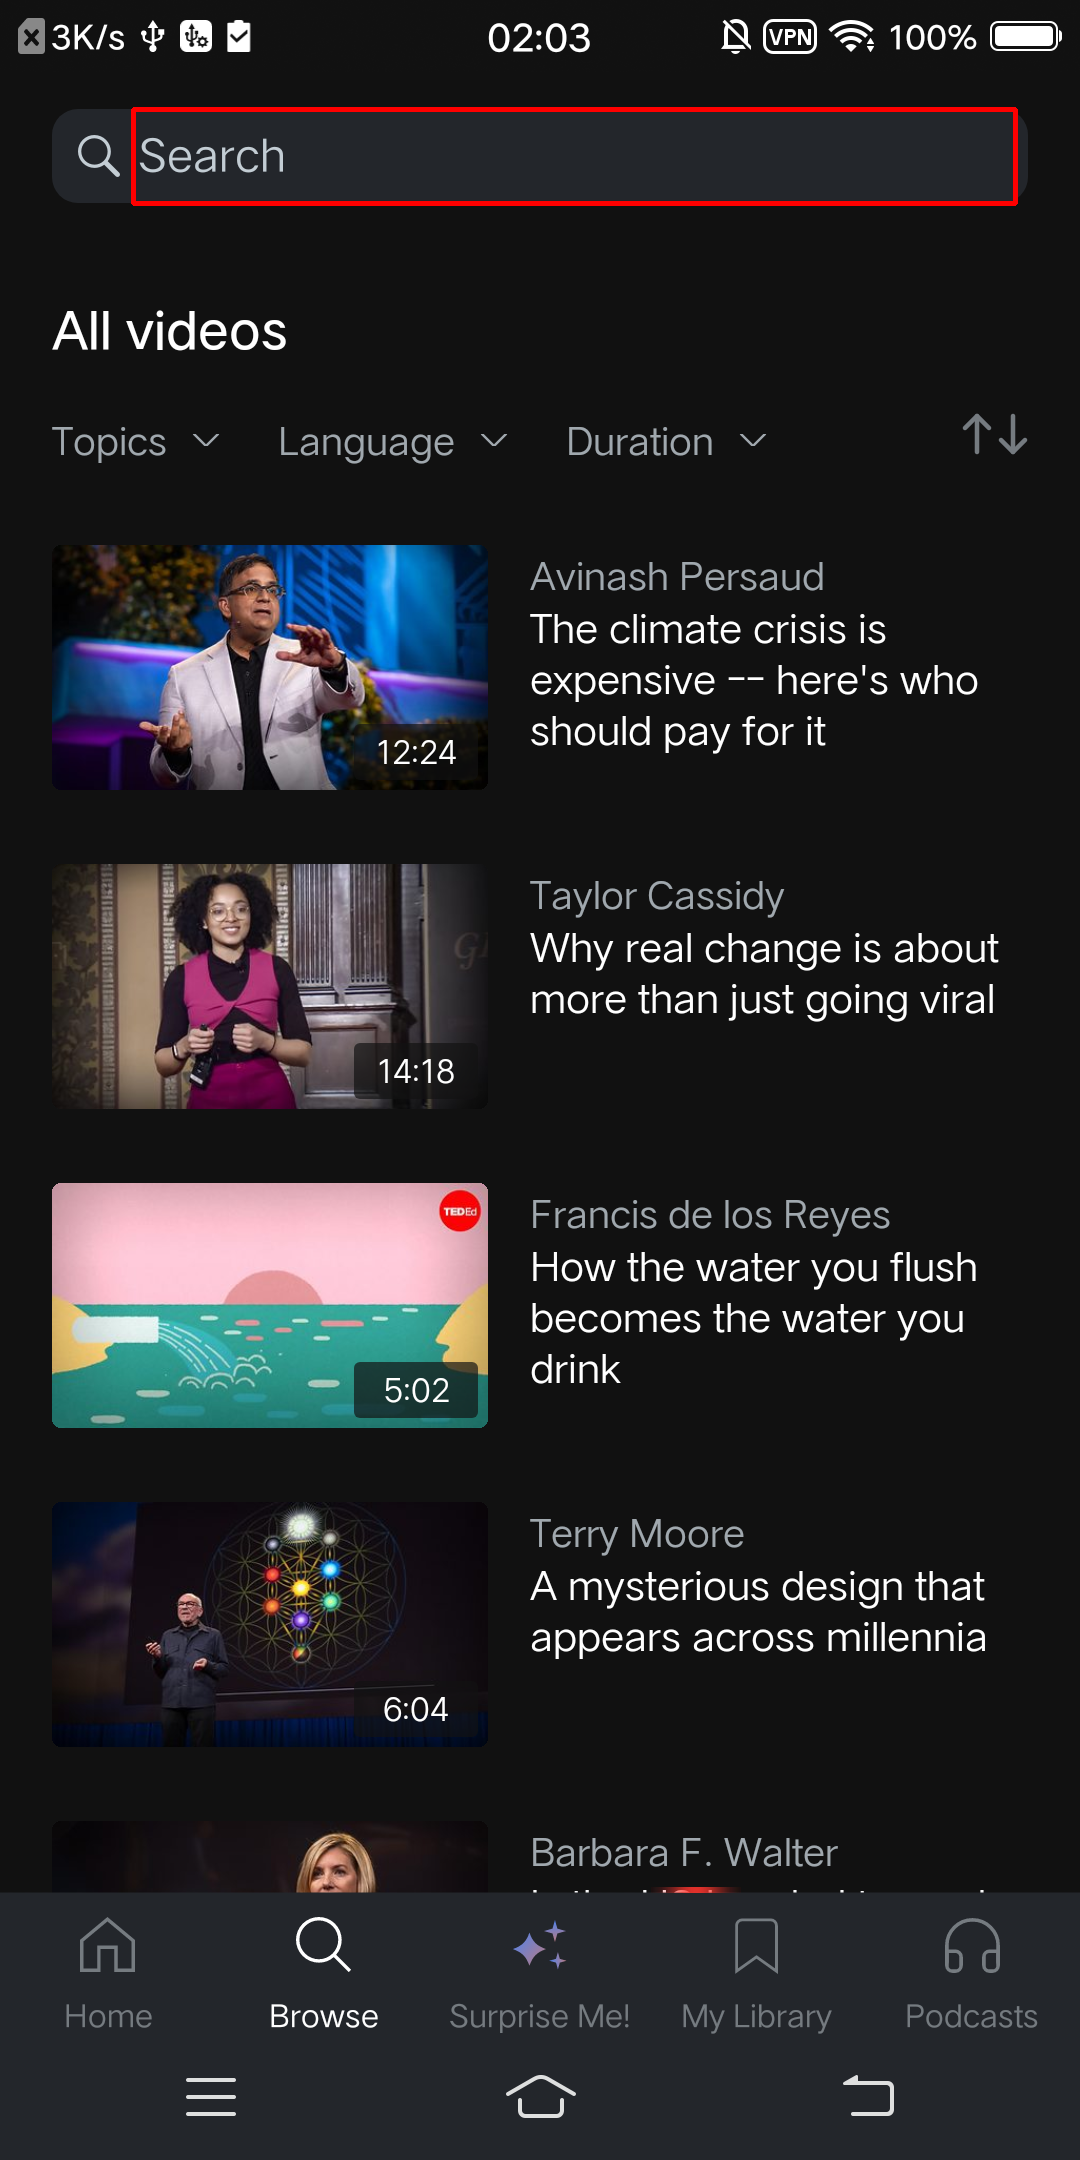 3K/s
02:03
VPN
100%
Search
All videos
Topics
Language
Duration
Avinash Persaud
The climate crisis is
expensive -- here's who
should pay for it
12:24
Taylor Cassidy
Why real change is about
more than just going viral
14:18
TEDEd
Francis de los Reyes
How the water you flush
becomes the water you
drink
5:02
Terry Moore
A mysterious design that
appears across millennia
6:04
Barbara F. Walter
Home
Browse
Surprise Me!
My Library
Podcasts